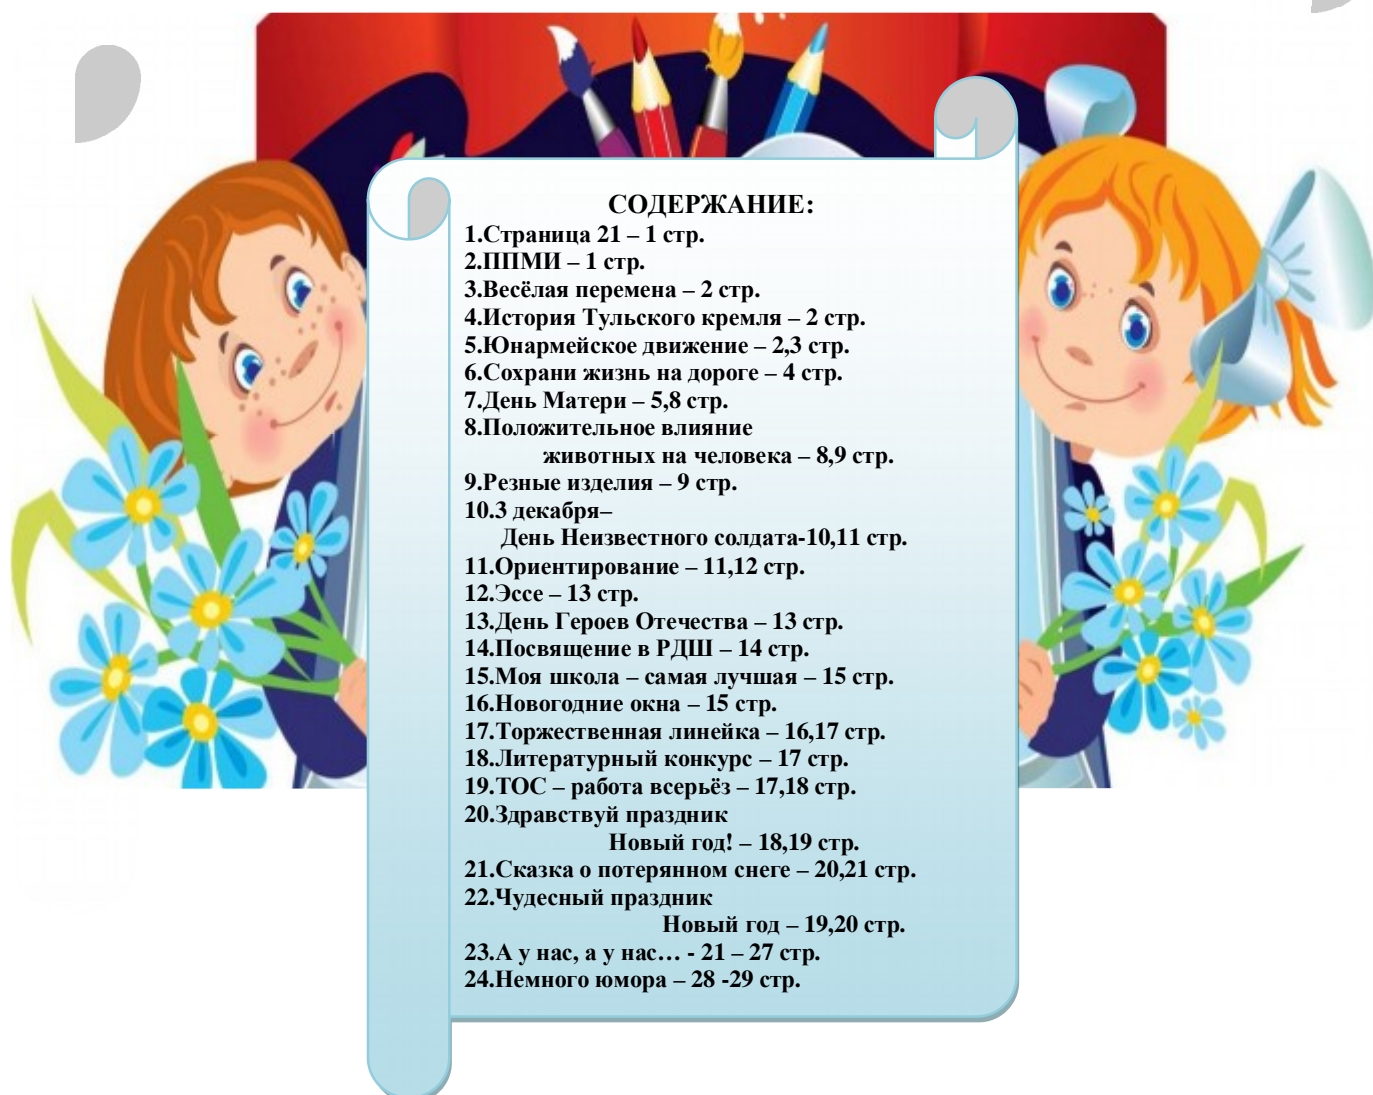 СОДЕРЖАНИЕ:
1.Страница 21 – 1 стр.
2.ППМИ – 1 стр.
3.Весёлая перемена – 2 стр.
4.История Тульского кремля – 2 стр.
5.Юнармейское движение – 2,3 стр.
6.Сохрани жизнь на дороге – 4 стр.
7.День Матери – 5,8 стр.
8.Положительное влияние
животных на человека – 8,9 стр.
9.Резные изделия – 9 стр.
10.3 декабря–
День Неизвестного солдата-10,11 стр.
11.Ориентирование – 11,12 стр.
12.Эссе – 13 стр.
13.День Героев Отечества – 13 стр.
14.Посвящение в РДШ – 14 стр.
15.Моя школа – самая лучшая – 15 стр.
16.Новогодние окна – 15 стр.
17.Торжественная линейка – 16,17 стр.
18.Литературный конкурс – 17 стр.
19.ТОС – работа всерьёз – 17,18 стр.
20.Здравствуй праздник
Новый год! – 18,19 стр.
21.Сказка о потерянном снеге – 20,21 стр.
22.Чудесный праздник
Новый год – 19,20 стр.
23.А у нас, а у нас… - 21 – 27 стр.
24.Немного юмора – 28 -29 стр.